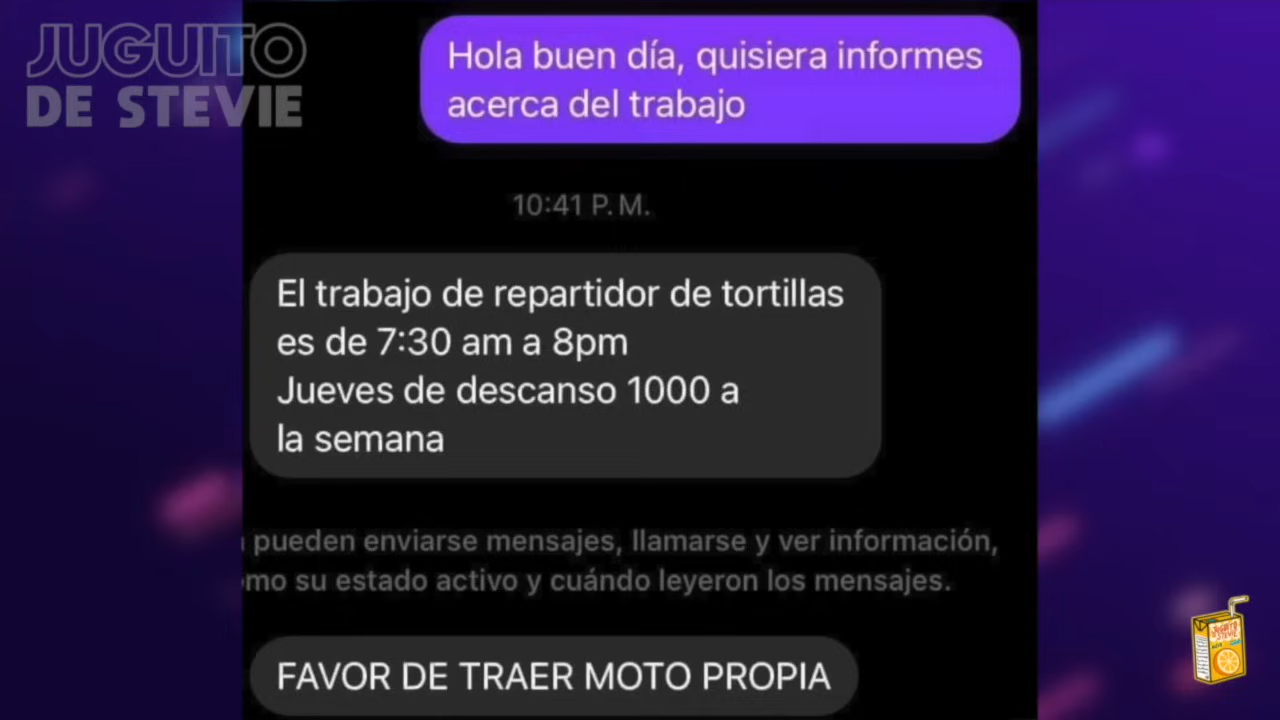 JUGUITO
DE STEVIE
Hola buen día, quisiera informes
acerca del trabajo
10:41 P.M.
El trabajo de repartidor de tortillas
es de 7:30 am a 8pm
Jueves de descanso 1000 a
la semana
pueden enviarse mensajes, llamarse y ver información,
su estado activo y cuándo leyeron los mensajes.
FAVOR DE TRAER MOTO PROPIA
JUGUITO
STEVIE